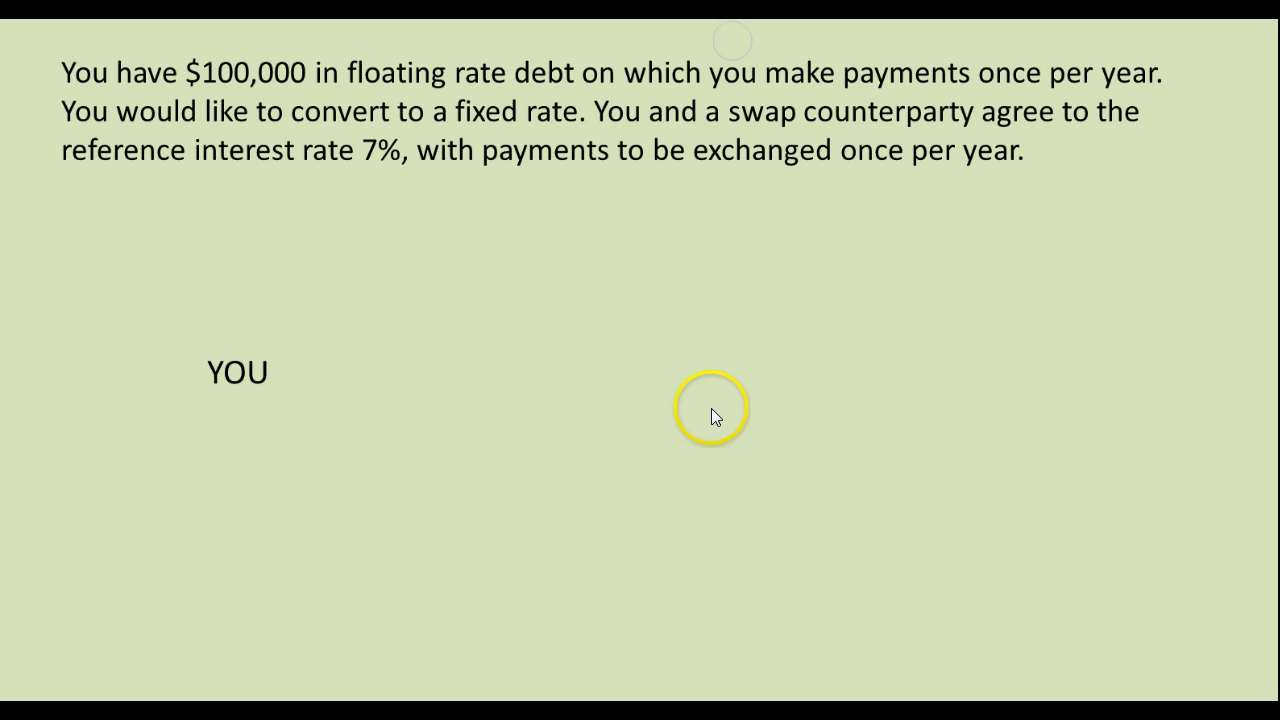 You have $100,000 in floating rate debt on which you make payments once per year.
You would like to convert to a fixed rate. You and a swap counterparty agree to the
reference interest rate 7%, with payments to be exchanged once per year.
YOU